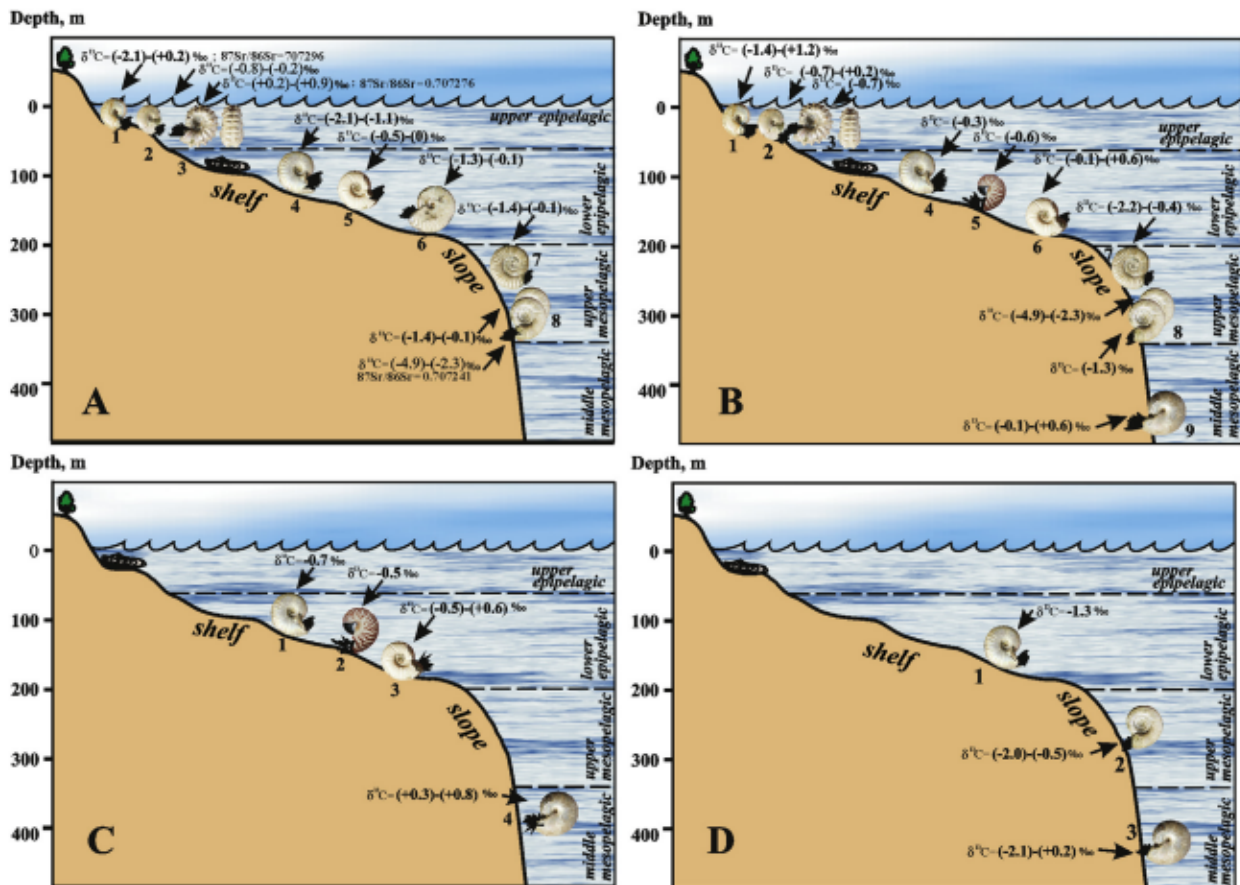 Depth, m
δ¹³C=(-2.1)-(+0.2) ‰ ; 87Sr/86Sr=707296
δ¹³C=(-0.8)-(-0.2)‰
δ¹³C=(+0.2)-(+0.9)‰; 87Sr/86Sr=0.707276
0
upper epipelagic
1
2
3
δ¹³C=(-2.1)-(-1.1)‰
δ¹³C=(-0.5)-(0)‰
δ¹³C=(-1.3)-(-0.1)
100
shelf
4
5
6
lower epipelagic
δ¹³C=(-1.4)-(-0.1)‰
200
7
slope
upper mesopelagic
300
8
δ¹³C=(-1.4)-(-0.1)‰
δ¹³C=(-4.9)-(-2.3)‰
87Sr/86Sr=0.707241
400
A
middle mesopelagic
Depth, m
δ¹³C=(-1.4)-(+1.2)‰
δ¹³C=(-0.7)-(+0.2)‰
δ¹³C=(-0.7)‰
0
1
2
3
upper epipelagic
δ¹³C=(-0.3)‰
δ¹³C=(-0.6)‰
δ¹³C=(-0.1)-(+0.6)‰
100
shelf
4
5
6
lower epipelagic
δ¹³C=(-2.2)-(-0.4)‰
200
7
slope
upper mesopelagic
300
δ¹³C=(-4.9)-(-2.3)‰
8
δ¹³C=(-1.3)‰
400
B
δ¹³C=(-0.1)-(+0.6)‰
9
middle mesopelagic
Depth, m
0
δ¹³C=-0.7‰
δ¹³C=-0.5‰
upper epipelagic
δ¹³C=(-0.5)-(+0.6)‰
100
shelf
1
2
3
lower epipelagic
200
slope
upper mesopelagic
300
δ¹³C=(+0.3)-(+0.8)‰
4
400
C
middle mesopelagic
Depth, m
0
upper epipelagic
100
δ¹³C=-1.3‰
shelf
1
lower epipelagic
200
slope
upper mesopelagic
δ¹³C=(-2.0)-(-0.5)‰
2
300
400
D
3
δ¹³C=(-2.1)-(+0.2)‰
middle mesopelagic